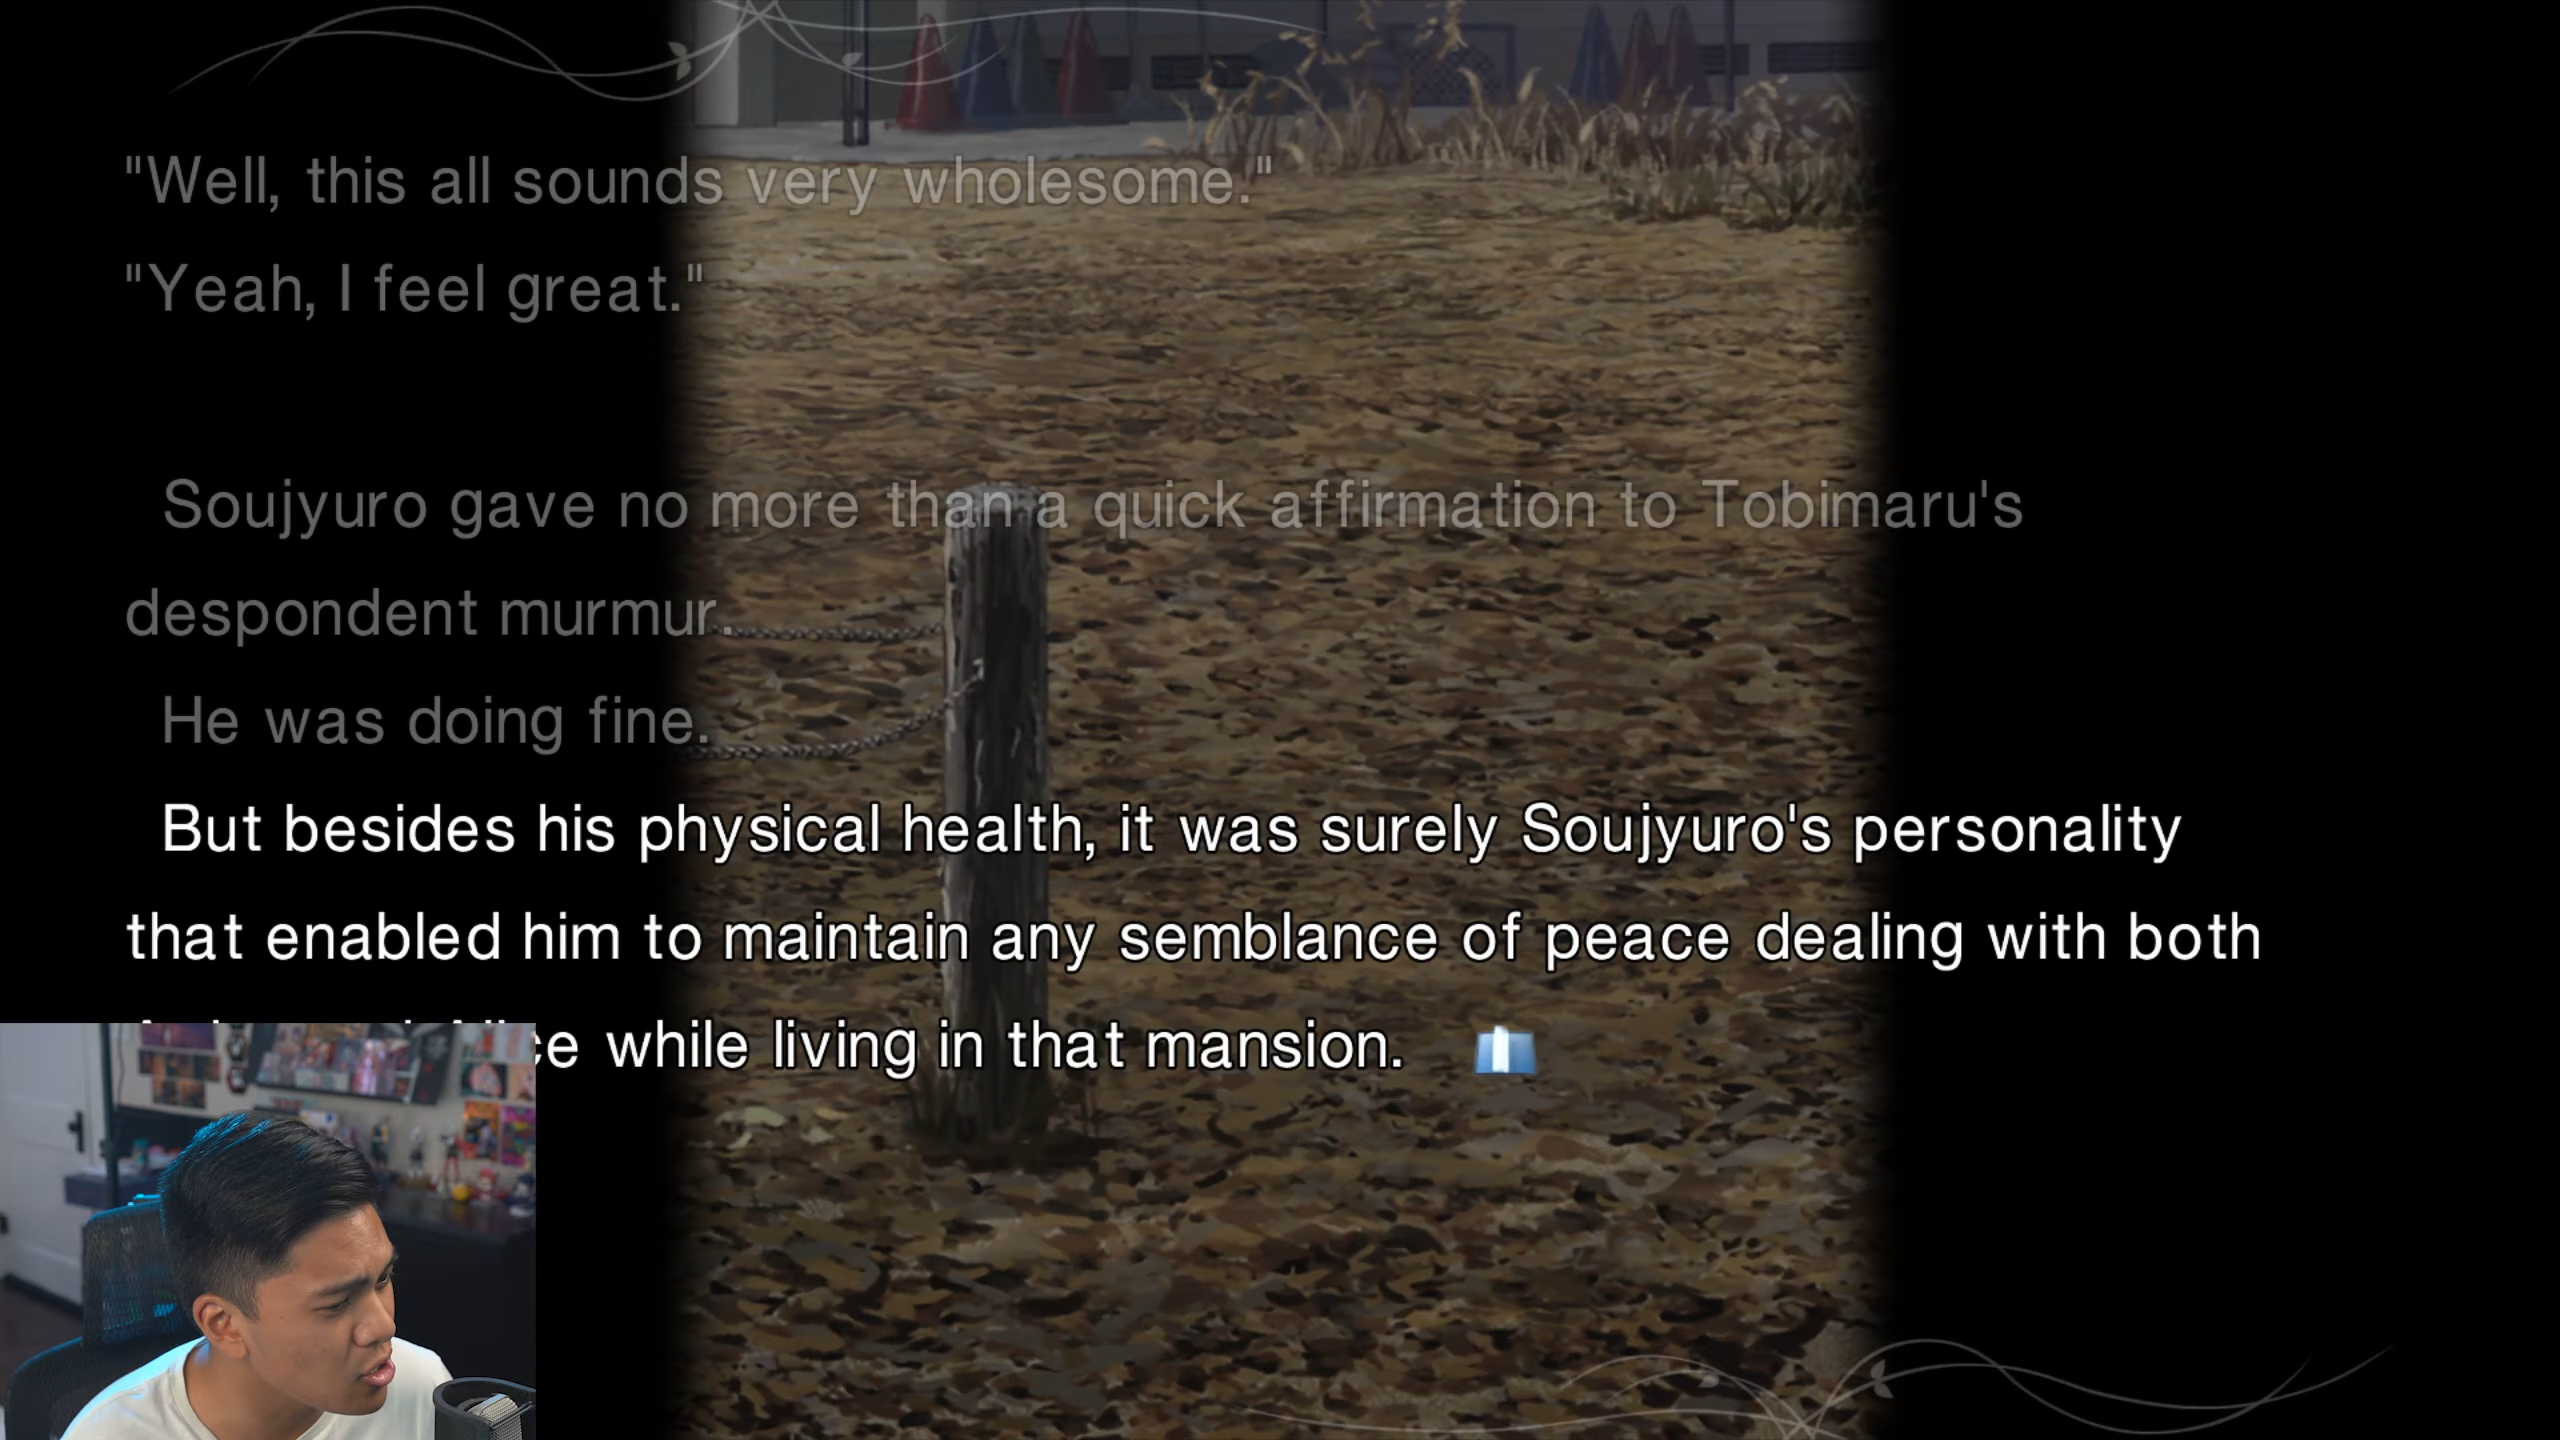 "Well, this all sounds very wholesome."
"Yeah, I feel great."
Soujyuro gave no more than a quick affirmation to Tobimaru's
despondent murmur.
He was doing fine.
But besides his physical health, it was surely Soujyuro's personality
that enabled him to maintain any semblance of peace dealing with both
while living in that mansion.